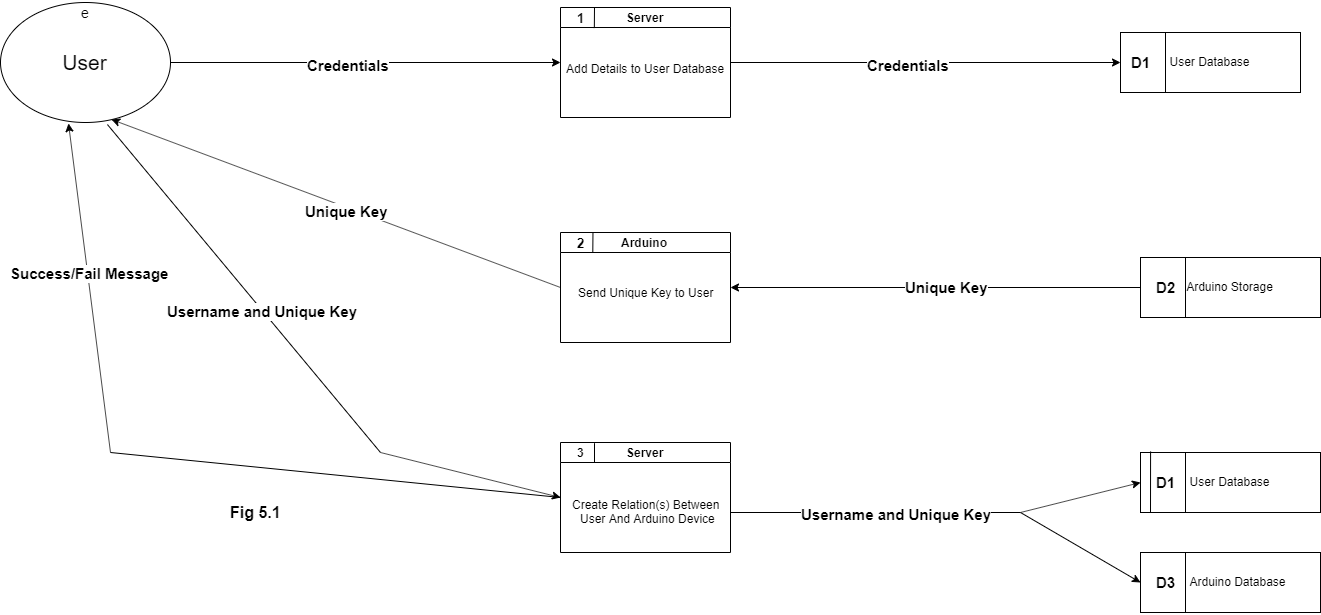 e
User
Credentials
1
Server
Add Details to User Database
Credentials
D1
User Database
Unique Key
2
Arduino
Send Unique Key to User
Unique Key
D2
Arduino Storage
Success/Fail Message
Username and Unique Key
3
Server
Create Relation(s) Between
User And Arduino Device
Username and Unique Key
D1
User Database
D3
Arduino Database
Fig 5.1